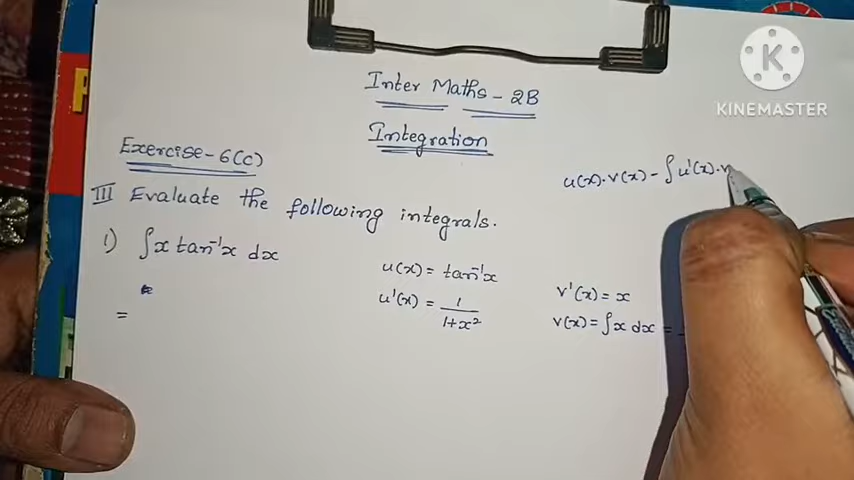 KINEMASTER
Inter Maths - 2B
Integration
Exercise - 6(c)
u(x). v(x) - ∫u'(x). v
III Evaluate the following integrals.
1) ∫x tan⁻¹x dx
u(x) = tan⁻¹x
v'(x) = x
u'(x) = 1/1+x²
v(x) = ∫x dx =
=